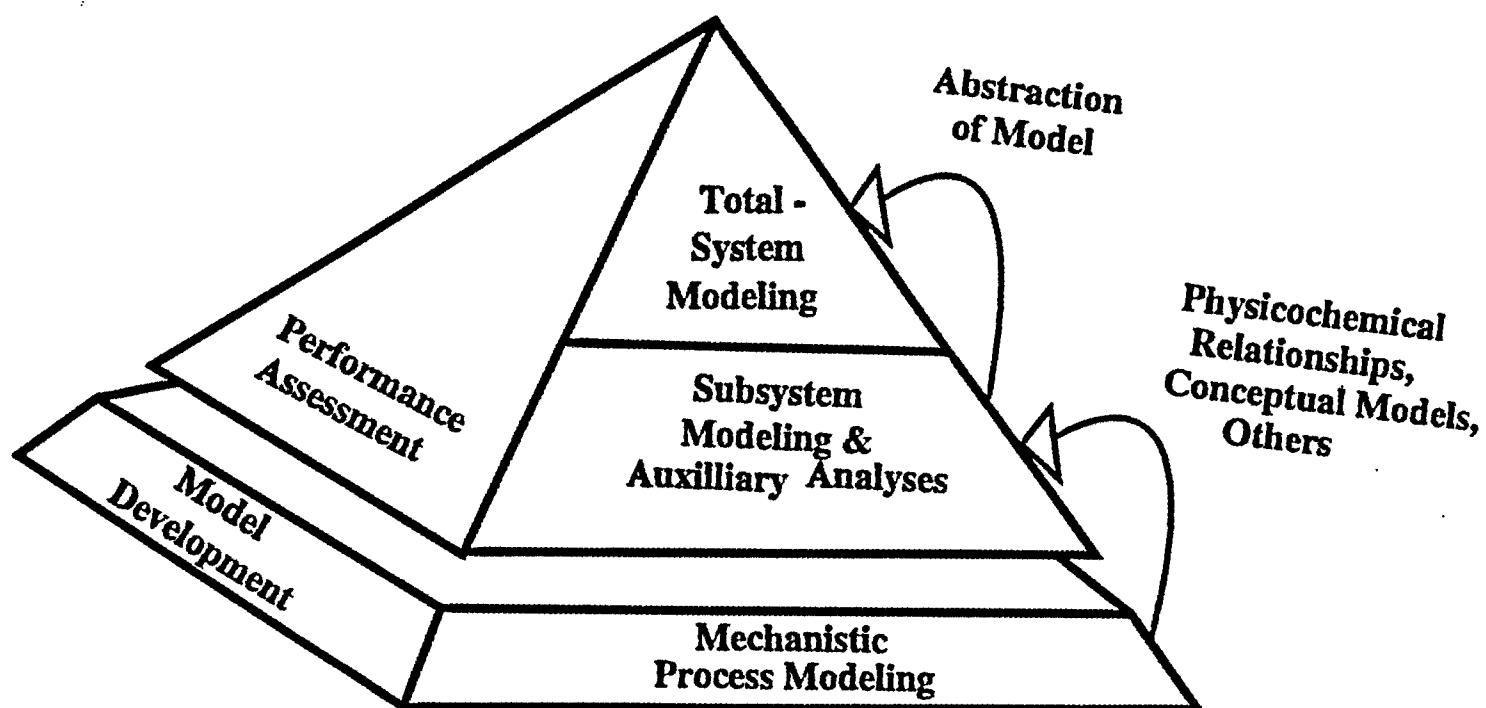 Abstraction
of Model
Total -
System
Modeling
Physicochemical
Relationships,
Conceptual Models,
Others
Performance
Assessment
Subsystem
Modeling &
Auxilliary Analyses
Model
Development
Mechanistic
Process Modeling